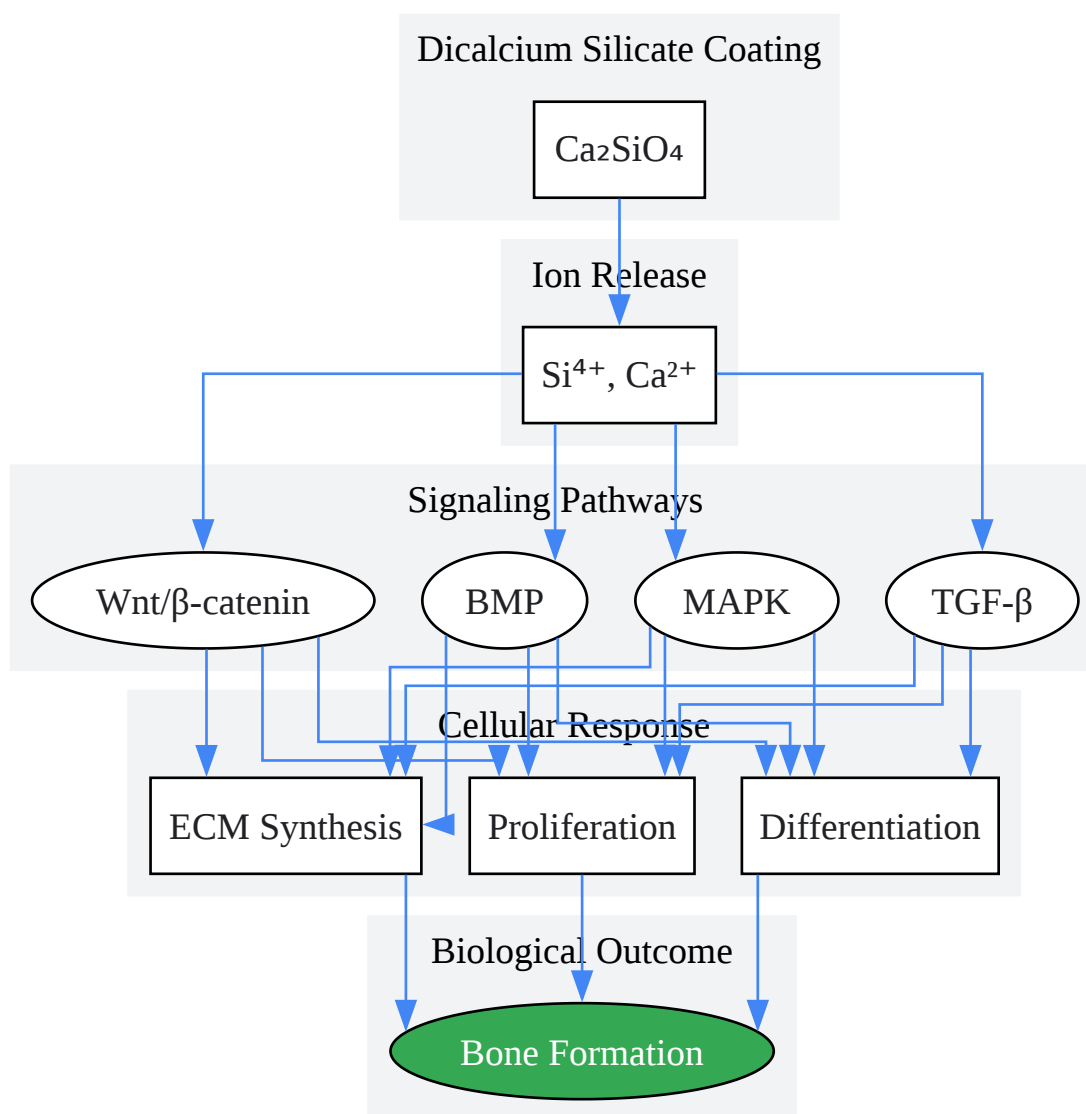 Dicalcium Silicate Coating
Ca₂SiO₄
Ion Release
Si⁴⁺, Ca²⁺
Signaling Pathways
Wnt/β-catenin
BMP
MAPK
TGF-β
Cellular Response
ECM Synthesis
Proliferation
Differentiation
Biological Outcome
Bone Formation